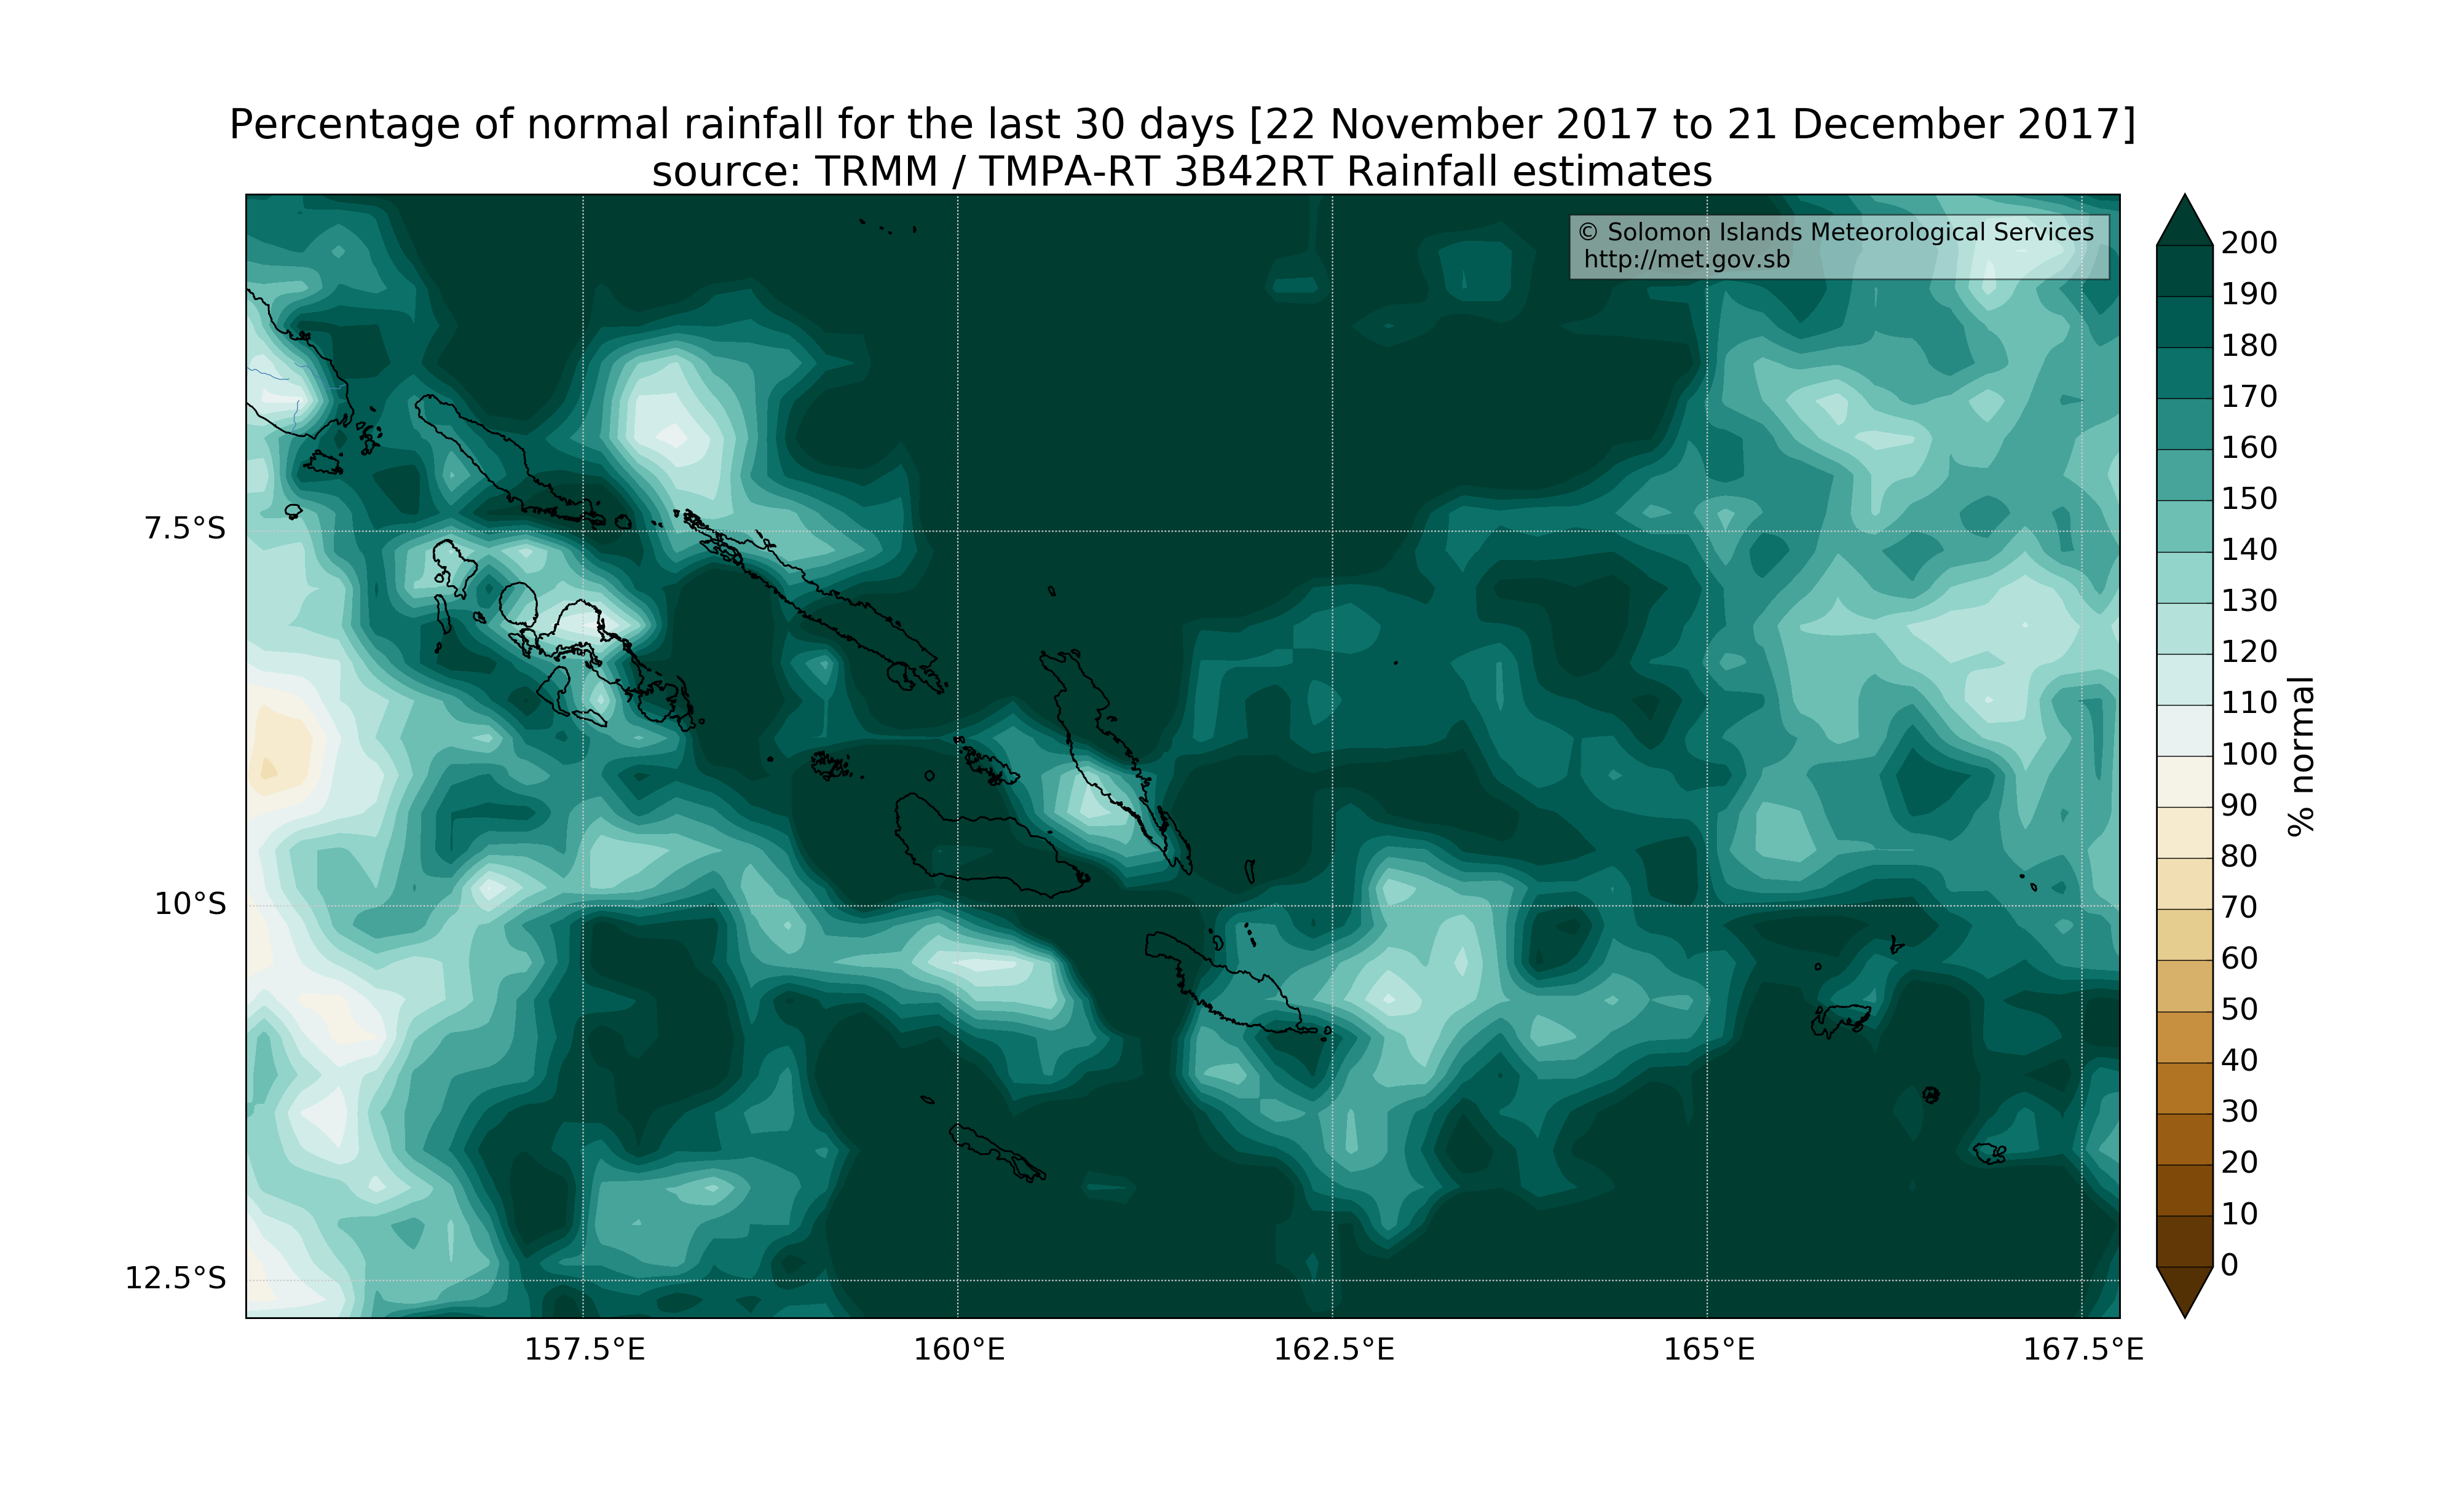 Percentage of normal rainfall for the last 30 days [22 November 2017 to 21 December 2017]
source: TRMM / TMPA-RT 3B42RT Rainfall estimates
© Solomon Islands Meteorological Services
http://met.gov.sb
7.5°S
10°S
12.5°S
157.5°E
160°E
162.5°E
165°E
167.5°E
200
190
180
170
160
150
140
130
120
110
100
90
80
70
60
50
40
30
20
10
0
% normal